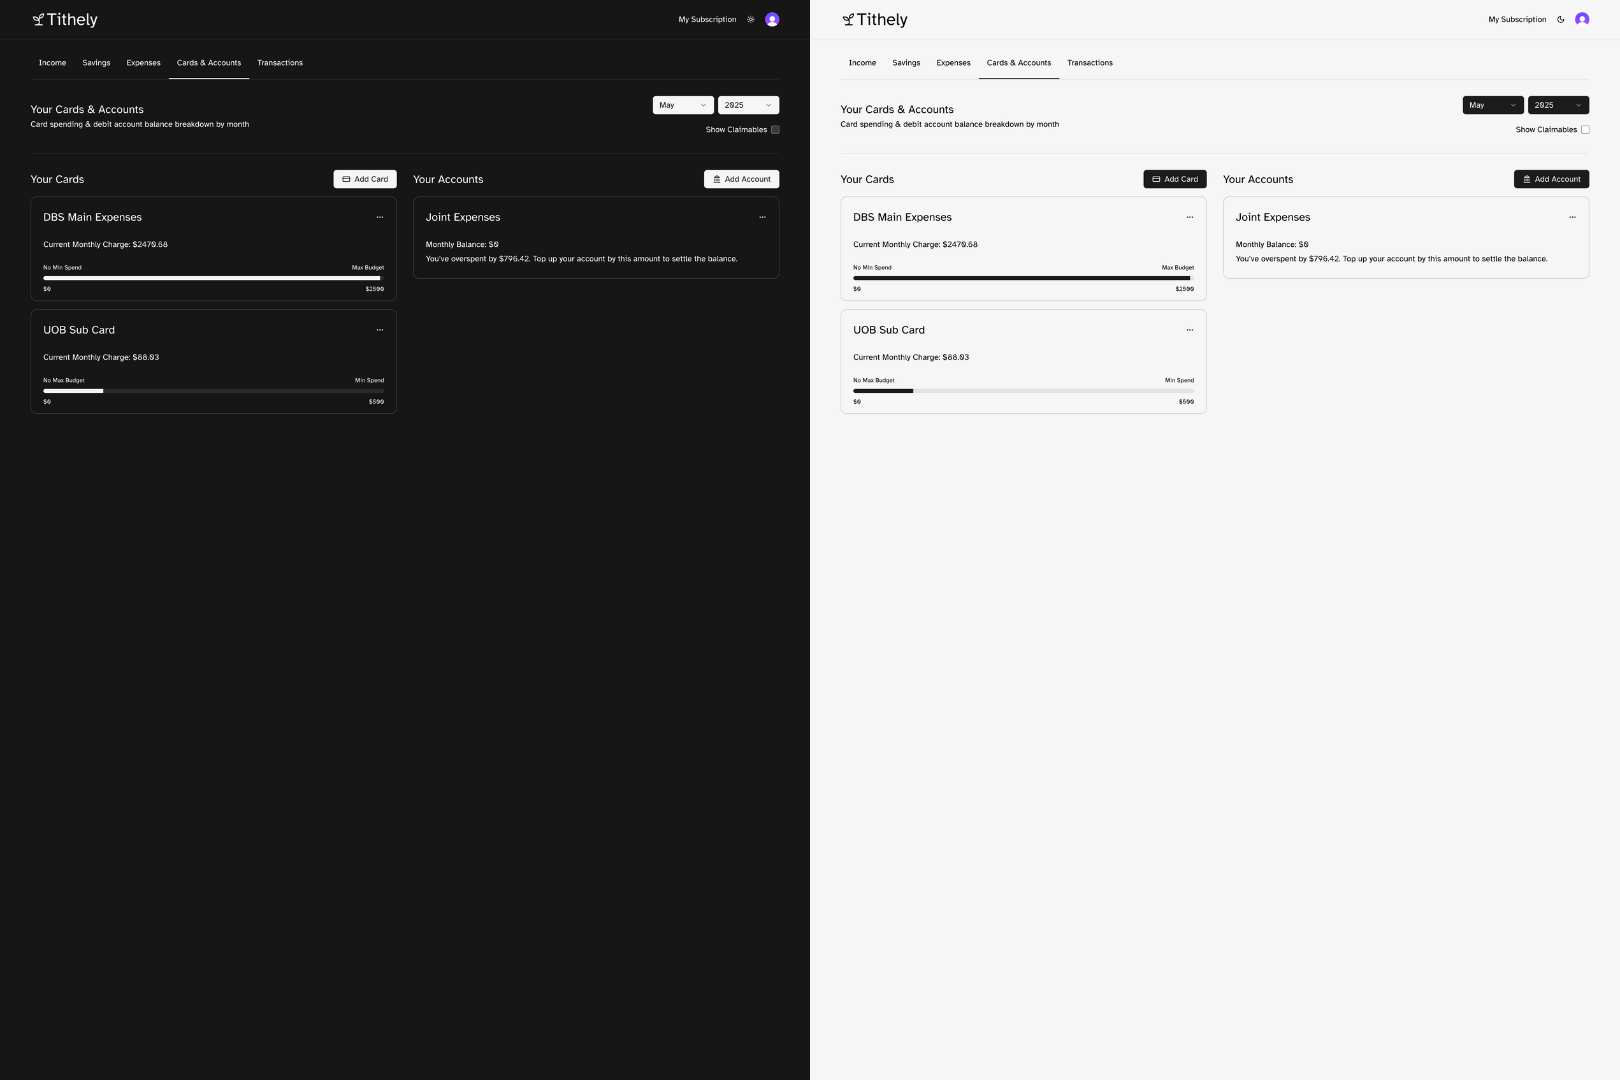 Tithely
My Subscription
Income
Savings
Expenses
Cards & Accounts
Transactions
Your Cards & Accounts
Card spending & debit account balance breakdown by month
May
2025
Show Claimables
Your Cards
Add Card
DBS Main Expenses
Current Monthly Charge: $2470.68
No Min Spend
Max Budget
$0
$2500
UOB Sub Card
Current Monthly Charge: $88.03
No Max Budget
Min Spend
$0
$500
Your Accounts
Add Account
Joint Expenses
Monthly Balance: $0
You've overspent by $796.42. Top up your account by this amount to settle the balance.
Tithely
My Subscription
Income
Savings
Expenses
Cards & Accounts
Transactions
Your Cards & Accounts
Card spending & debit account balance breakdown by month
May
2025
Show Claimables
Your Cards
Add Card
DBS Main Expenses
Current Monthly Charge: $2470.68
No Min Spend
Max Budget
$0
$2500
UOB Sub Card
Current Monthly Charge: $88.03
No Max Budget
Min Spend
$0
$500
Your Accounts
Add Account
Joint Expenses
Monthly Balance: $0
You've overspent by $796.42. Top up your account by this amount to settle the balance.